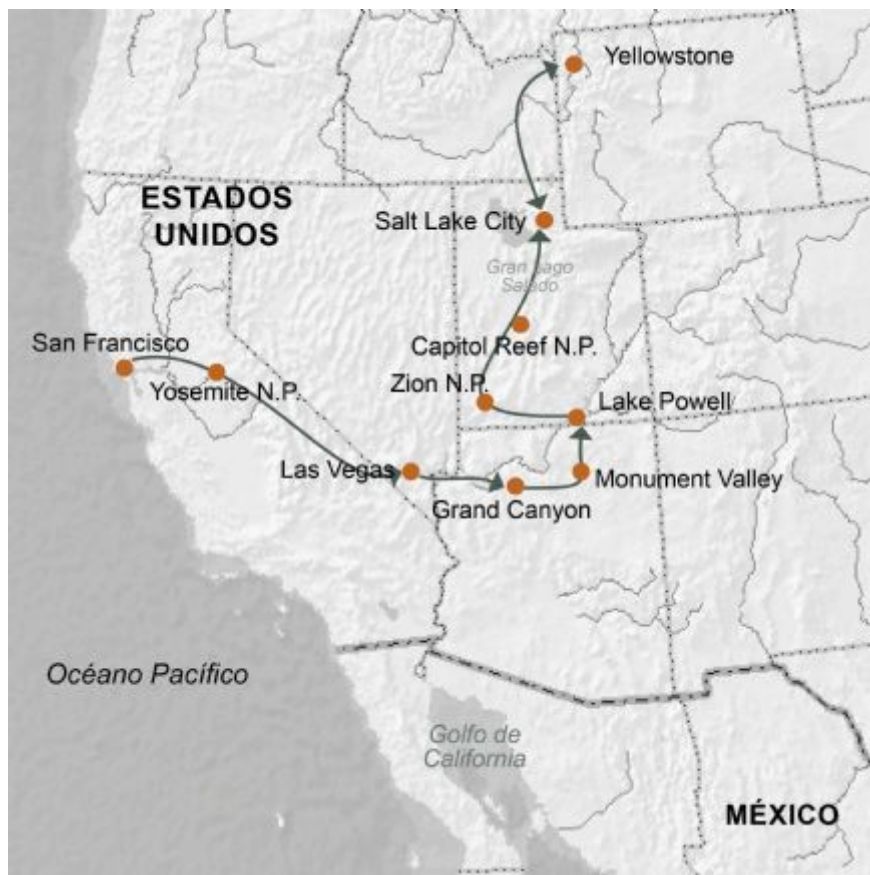 Yellowstone
ESTADOS
UNIDOS
Salt Lake City
Gran Lago
Salado
San Francisco
Capitol Reef N.P.
Yosemite N.P.
Zion N.P.
Lake Powell
Las Vegas
Monument Valley
Grand Canyon
Océano Pacífico
Golfo de
California
MÉXICO